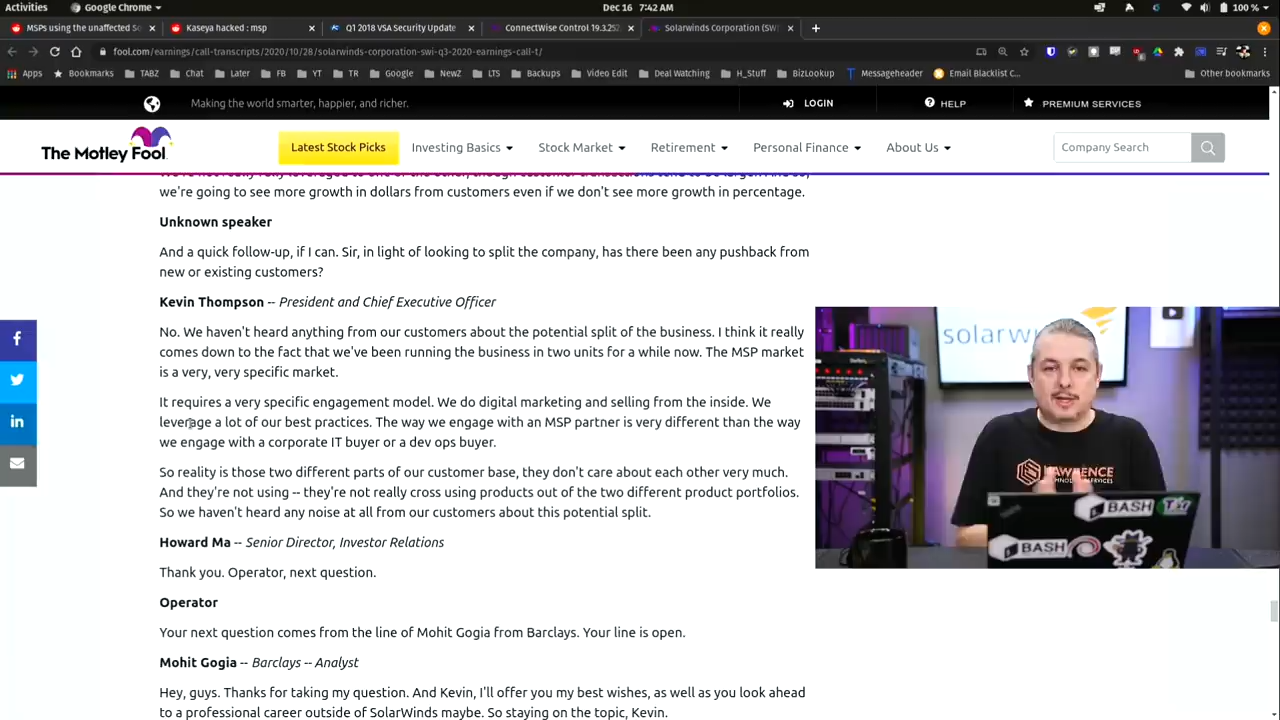 Activities
Google Chrome
Dec 16 7:42 AM
100 %
MSPs using the unaffected S
Kaseya hacked : msp
Q1 2018 VSA Security Update
ConnectWise Control 19.3.252
Solarwinds Corporation (SW
fool.com/earnings/call-transcripts/2020/10/28/solarwinds-corporation-swi-q3-2020-earnings-call-t/
Apps
Bookmarks
TABZ
Chat
Later
FB
YT
TR
Google
NewZ
LTS
Backups
Video Edit
Deal Watching
H_Stuff
BizLookup
Messageheader
Email Blacklist C...
Other bookmarks
Making the world smarter, happier, and richer.
LOGIN
HELP
PREMIUM SERVICES
The Motley Fool.
Latest Stock Picks
Investing Basics
Stock Market
Retirement
Personal Finance
About Us
Company Search
we're going to see more growth in dollars from customers even if we don't see more growth in percentage.
Unknown speaker
And a quick follow-up, if I can. Sir, in light of looking to split the company, has there been any pushback from
new or existing customers?
Kevin Thompson -- President and Chief Executive Officer
No. We haven't heard anything from our customers about the potential split of the business. I think it really
comes down to the fact that we've been running the business in two units for a while now. The MSP market
is a very, very specific market.
It requires a very specific engagement model. We do digital marketing and selling from the inside. We
leverage a lot of our best practices. The way we engage with an MSP partner is very different than the way
we engage with a corporate IT buyer or a dev ops buyer.
So reality is those two different parts of our customer base, they don't care about each other very much.
And they're not using -- they're not really cross using products out of the two different product portfolios.
So we haven't heard any noise at all from our customers about this potential split.
Howard Ma -- Senior Director, Investor Relations
Thank you. Operator, next question.
Operator
Your next question comes from the line of Mohit Gogia from Barclays. Your line is open.
Mohit Gogia -- Barclays -- Analyst
Hey, guys. Thanks for taking my question. And Kevin, I'll offer you my best wishes, as well as you look ahead
to a professional career outside of SolarWinds maybe. So staying on the topic, Kevin.
solarwin
LAWRENCE
BASH
BASH